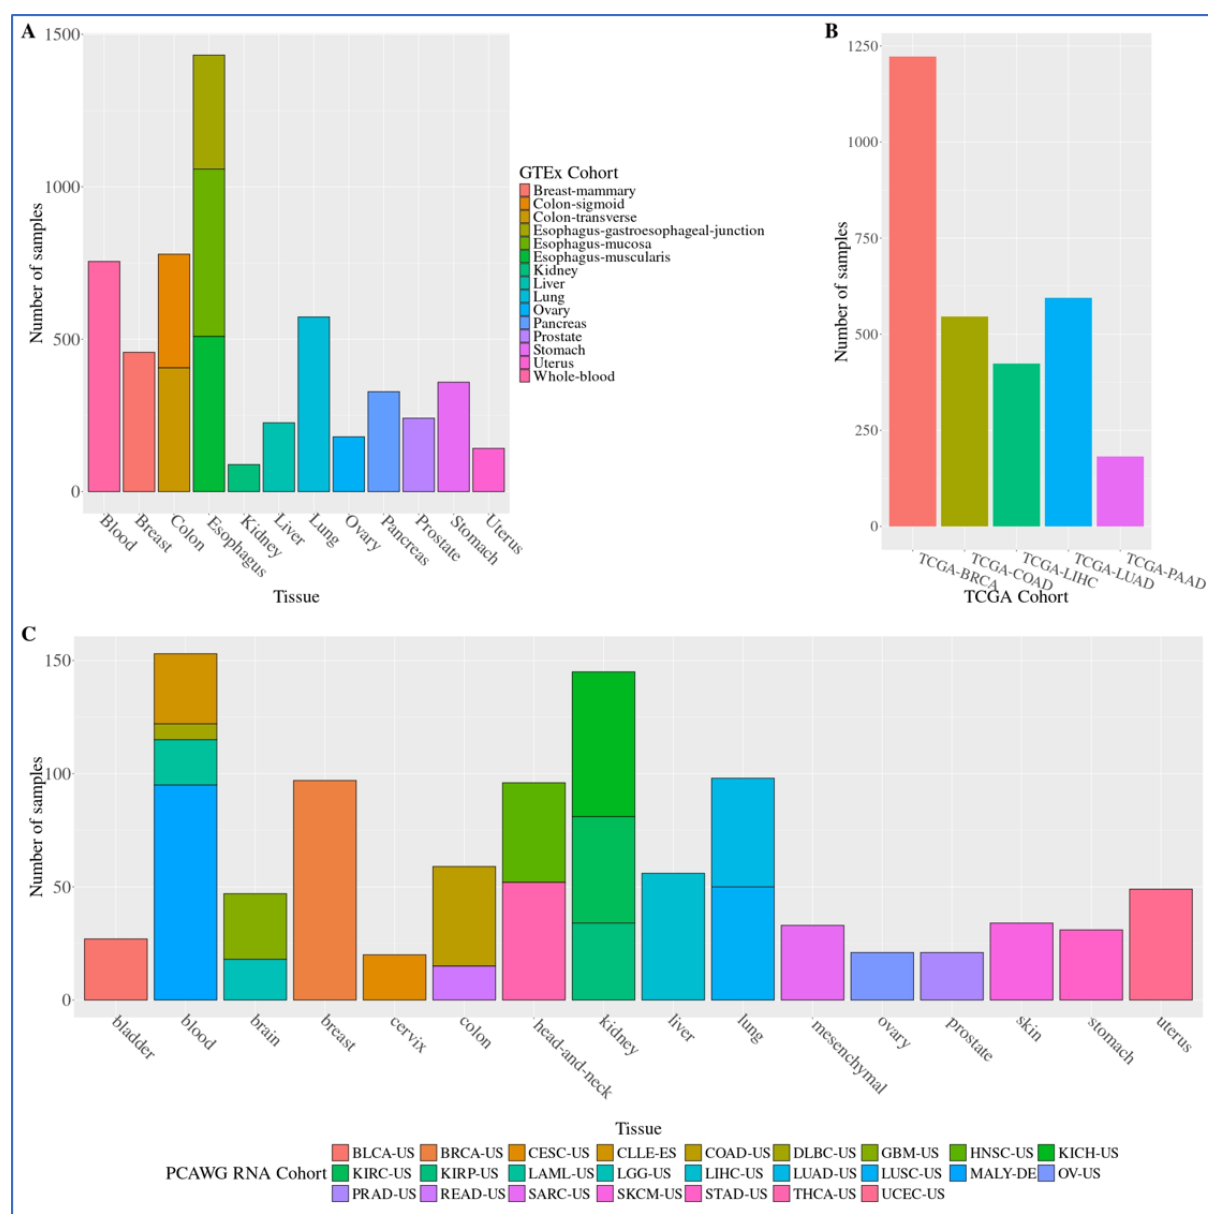 A
1500
1000
500
0
Number of samples
Blood
Breast
Colon
Esophagus
Kidney
Liver
Lung
Ovary
Pancreas
Prostate
Stomach
Uterus
Tissue
GTEx Cohort
Breast-mammary
Colon-sigmoid
Colon-transverse
Esophagus-gastroesophageal-junction
Esophagus-mucosa
Esophagus-muscularis
Kidney
Liver
Lung
Ovary
Pancreas
Prostate
Stomach
Uterus
Whole-blood
B
1250
1000
750
500
250
0
Number of samples
TCGA-BRCA
TCGA-COAD
TCGA-LIHC
TCGA-LUAD
TCGA-PAAD
TCGA Cohort
C
150
100
50
0
Number of samples
bladder
blood
brain
breast
cervix
colon
head-and-neck
kidney
liver
lung
mesenchymal
ovary
prostate
skin
stomach
uterus
Tissue
PCAWG RNA Cohort
BLCA-US BRCA-US CESC-US CLLE-ES COAD-US DLBC-US GBM-US HNSC-US KICH-US
KIRC-US KIRP-US LAML-US LGG-US LIHC-US LUAD-US LUSC-US MALY-DE OV-US
PRAD-US READ-US SARC-US SKCM-US STAD-US THCA-US UCEC-US